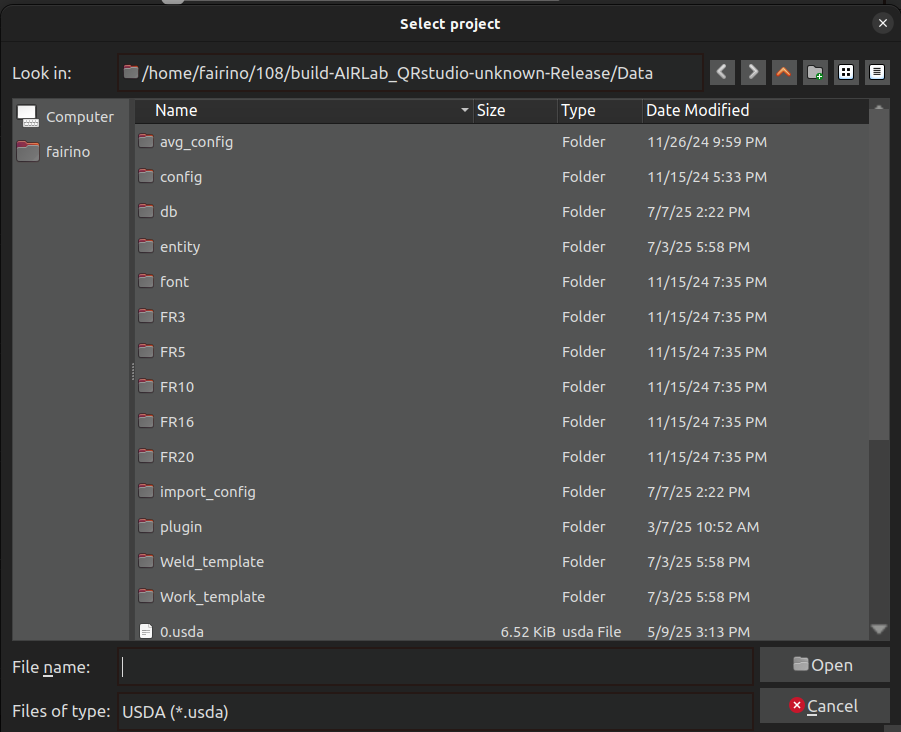 Select project
Look in: /home/fairino/108/build-AIRLab_QRstudio-unknown-Release/Data
Computer
fairino
Name Size Type Date Modified
avg_config Folder 11/26/24 9:59 PM
config Folder 11/15/24 5:33 PM
db Folder 7/7/25 2:22 PM
entity Folder 7/3/25 5:58 PM
font Folder 11/15/24 7:35 PM
FR3 Folder 11/15/24 7:35 PM
FR5 Folder 11/15/24 7:35 PM
FR10 Folder 11/15/24 7:35 PM
FR16 Folder 11/15/24 7:35 PM
FR20 Folder 11/15/24 7:35 PM
import_config Folder 7/7/25 2:22 PM
plugin Folder 3/7/25 10:52 AM
Weld_template Folder 7/3/25 5:58 PM
Work_template Folder 7/3/25 5:58 PM
0.usda 6.52 KiB usda File 5/9/25 3:13 PM
File name: Open
Files of type: USDA (*.usda) Cancel